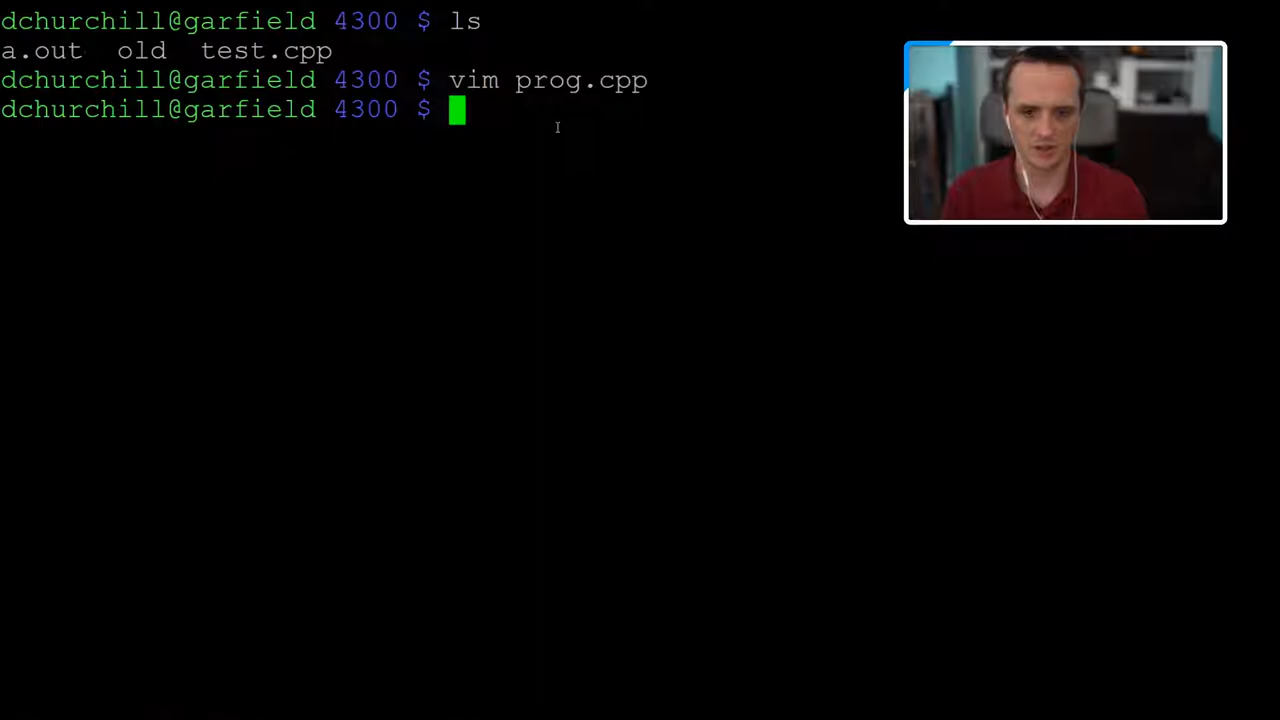 dchurchill@garfield 4300 $ ls
a.out old test.cpp
dchurchill@garfield 4300 $ vim prog.cpp
dchurchill@garfield 4300 $